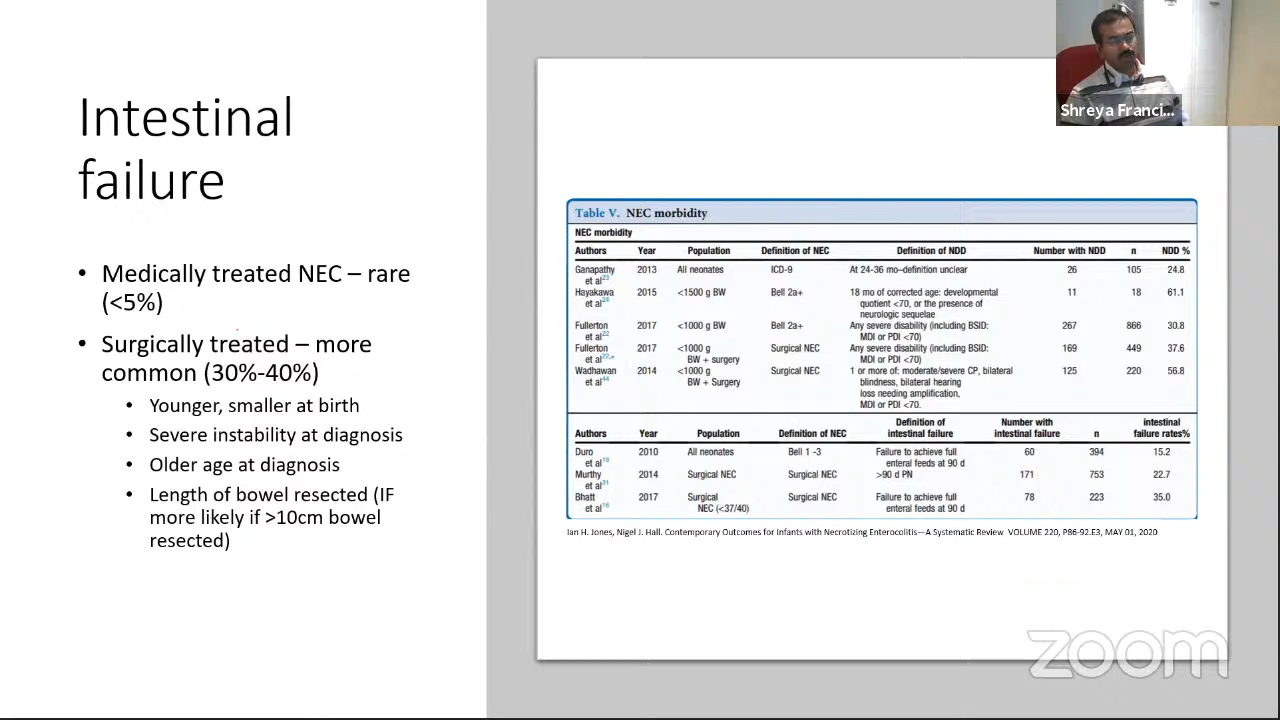 Intestinal
failure
• Medically treated NEC – rare
(<5%)
• Surgically treated – more
common (30%-40%)
• Younger, smaller at birth
• Severe instability at diagnosis
• Older age at diagnosis
• Length of bowel resected (IF
more likely if >10cm bowel
resected)
Shreya Franci...
Table V. NEC morbidity
NEC morbidity
Authors Year Population Definition of NEC Definition of NDD Number with NDD n NDD %
Ganapathy 2013 All neonates ICD-9 At 24-36 mo–definition unclear 26 105 24.8
et al23
Hayakawa 2015 <1500 g BW Bell 2a+ 18 mo of corrected age: developmental 11 18 61.1
et al24 quotient <70, or the presence of
neurologic sequelae
Fullerton 2017 <1000 g BW Bell 2a+ Any severe disability (including BSID: 267 866 30.8
et al22 MDI or PDI <70)
Fullerton 2017 <1000 g Surgical NEC Any severe disability (including BSID: 169 449 37.6
et al22,* BW + surgery MDI or PDI <70)
Wadhawan 2014 <1000 g Surgical NEC 1 or more of: moderate/severe CP, bilateral 125 220 56.8
et al44 BW + Surgery blindness, bilateral hearing
loss needing amplification,
MDI or PDI <70.
Definition of Number with intestinal
Authors Year Population Definition of NEC intestinal failure intestinal failure n failure rates%
Duro 2010 All neonates Bell 1 -3 Failure to achieve full 60 394 15.2
et al19 enteral feeds at 90 d
Murthy 2014 Surgical NEC Surgical NEC >90 d PN 171 753 22.7
et al31
Bhatt 2017 Surgical Surgical NEC Failure to achieve full 78 223 35.0
et al16 NEC (<37/40) enteral feeds at 90 d
Ian H. Jones, Nigel J. Hall. Contemporary Outcomes for Infants with Necrotizing Enterocolitis—A Systematic Review VOLUME 220, P86-92.E3, MAY 01, 2020
zoom